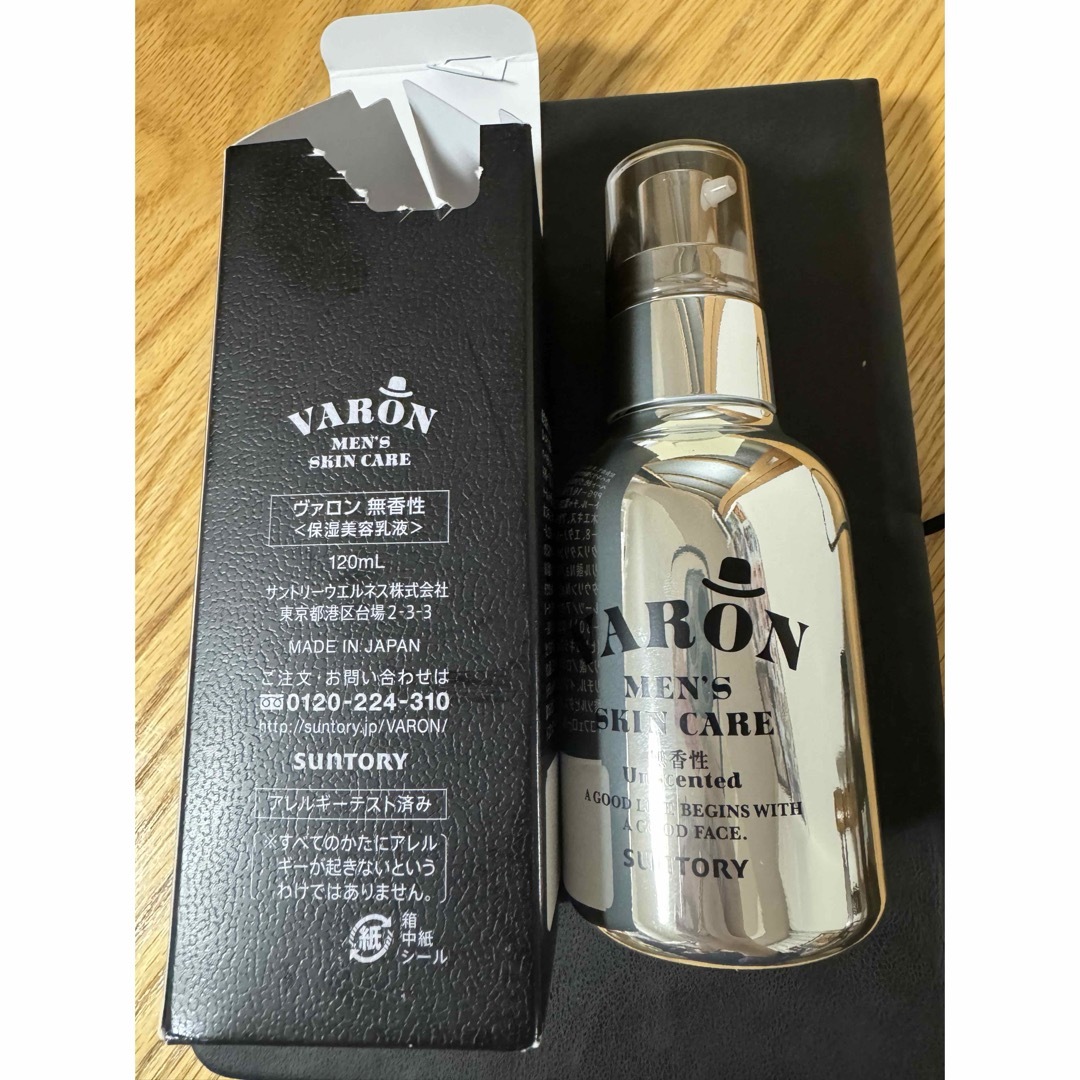 VARON
MEN'S
SKIN CARE
ヴァロン 無香性
<保湿美容乳液>
120mL
サントリーウエルネス株式会社
東京都港区台場2-3-3
MADE IN JAPAN
ご注文・お問い合わせは
0120-224-310
http://suntory.jp/VARON/
SUNTORY
アレルギーテスト済み
※すべてのかたにアレル
ギーが起きないという
わけではありません。
紙
箱
中紙
シール
VARON
MEN'S
SKIN CARE
無香性
Unscented
A GOOD LIFE BEGINS WITH
A GOOD FACE.
SUNTORY